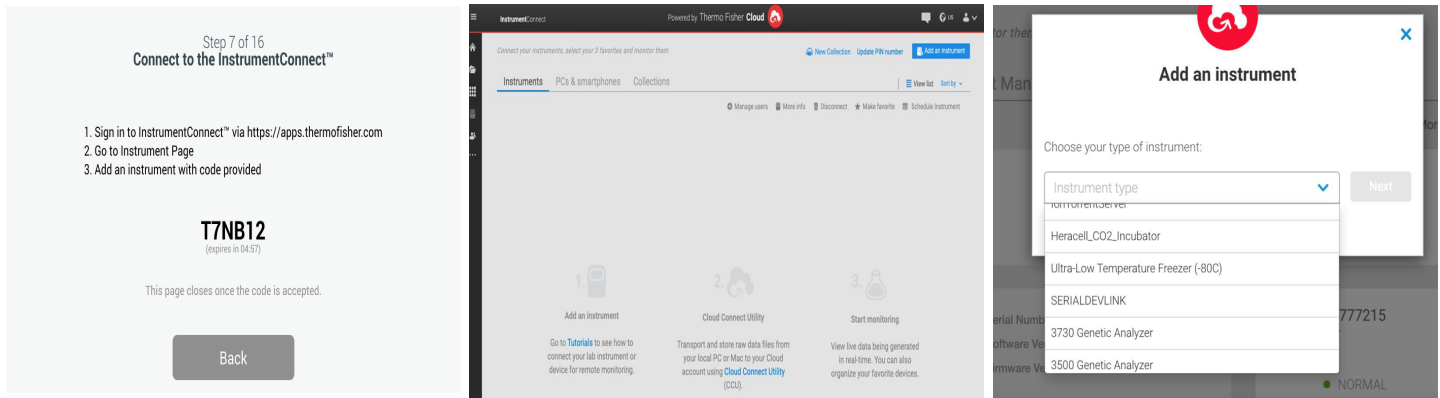 Step 7 of 16
Connect to the InstrumentConnect™
1. Sign in to InstrumentConnect™ via https://apps.thermofisher.com
2. Go to Instrument Page
3. Add an instrument with code provided
T7NB12
(expires in 04:57)
This page closes once the code is accepted.
Back
InstrumentConnect
Powered by Thermo Fisher Cloud
US
Connect your instruments, select your 3 favorites and monitor them
New Collection
Update PIN number
Add an Instrument
Instruments
PCs & smartphones
Collections
View list
Sort by
Manage users
More info
Disconnect
Make favorite
Schedule Instrument
1.
2.
3.
Add an instrument
Cloud Connect Utility
Start monitoring
Go to Tutorials to see how to
connect your lab instrument or
device for remote monitoring.
Transport and store raw data files from
your local PC or Mac to your Cloud
account using Cloud Connect Utility
(CCU).
View live data being generated
in real-time. You can also
organize your favorite devices.
Add an instrument
Choose your type of instrument:
Instrument type
Next
IonTorrentServer
Heracell_CO2_Incubator
Ultra-Low Temperature Freezer (-80C)
SERIALDEVLINK
3730 Genetic Analyzer
3500 Genetic Analyzer
777215
NORMAL